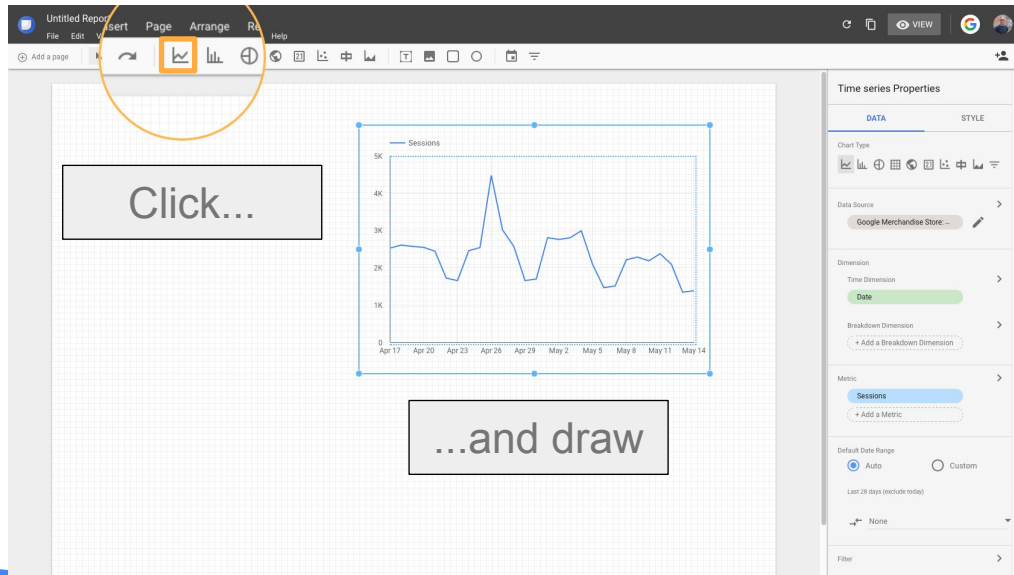 Untitled Report
File Edit
Help
VIEW
Insert Page Arrange
Add a page
T
21
Time series Properties
DATA STYLE
Chart Type
21
Data Source
Google Merchandise Store: –
Dimension
Time Dimension
Date
Breakdown Dimension
+ Add a Breakdown Dimension
Metric
Sessions
+ Add a Metric
Default Date Range
Auto Custom
Last 28 days (exclude today)
None
Filter
Click...
Sessions
5K
4K
3K
2K
1K
0
Apr 17 Apr 20 Apr 23 Apr 26 Apr 29 May 2 May 5 May 8 May 11 May 14
...and draw